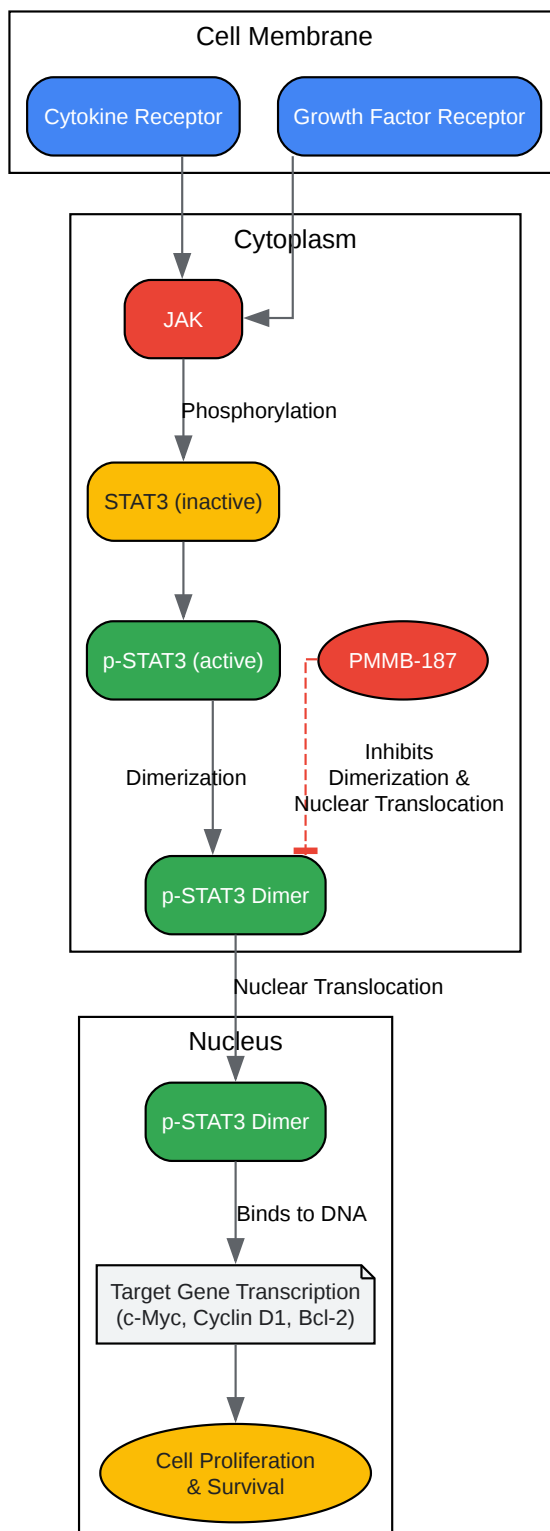 Cell Membrane
Cytokine Receptor
Growth Factor Receptor
Cytoplasm
JAK
Phosphorylation
STAT3 (inactive)
p-STAT3 (active)
PMMB-187
Dimerization
Inhibits
Dimerization &
Nuclear Translocation
p-STAT3 Dimer
Nuclear Translocation
Nucleus
p-STAT3 Dimer
Binds to DNA
Target Gene Transcription
(c-Myc, Cyclin D1, Bcl-2)
Cell Proliferation
& Survival